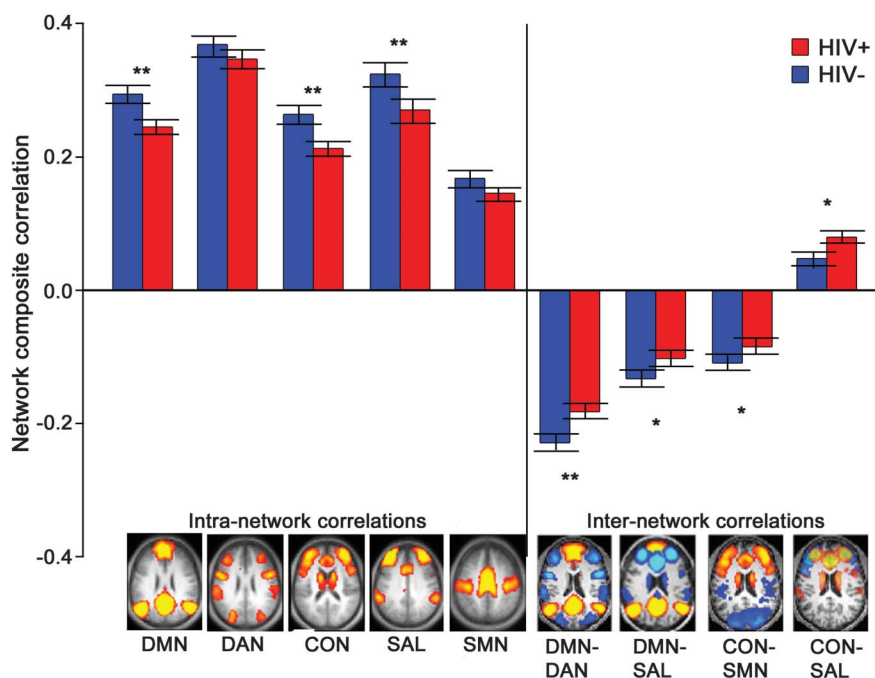 0.4
0.2
0.0
-0.2
-0.4
Network composite correlation
HIV+
HIV-
**
**
**
**
*
*
*
Intra-network correlations
Inter-network correlations
DMN
DAN
CON
SAL
SMN
DMN-
DAN
DMN-
SAL
CON-
SMN
CON-
SAL